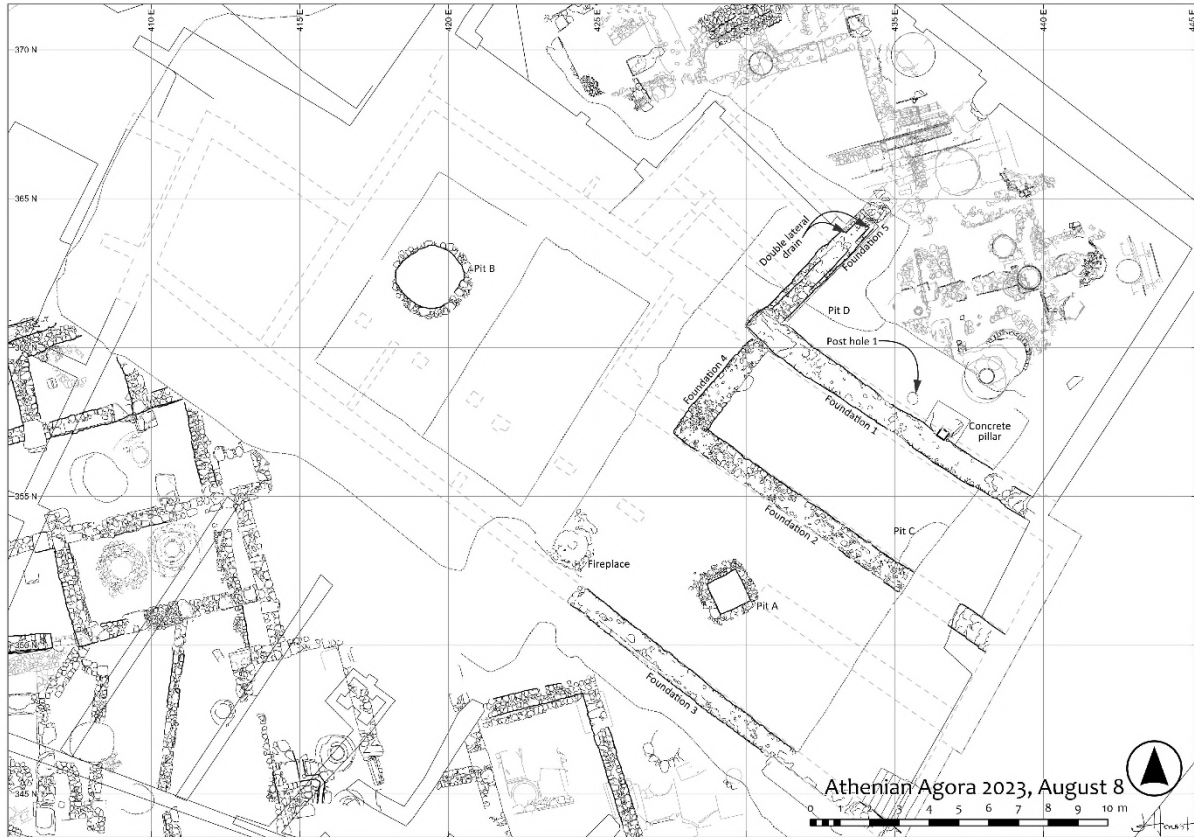 410 E
415 E
420 E
425 E
435 E
440 E
445 E
370 N
365 N
Double lateral
drain
Foundation 5
Pit B
Pit D
Post hole 1
Foundation 4
Foundation 1
Concrete
pillar
355 N
Foundation 2
Pit C
Fireplace
Pit A
350 N
Foundation 3
345 N
Athenian Agora 2023, August 8
0 1 2 3 4 5 6 7 8 9 10 m